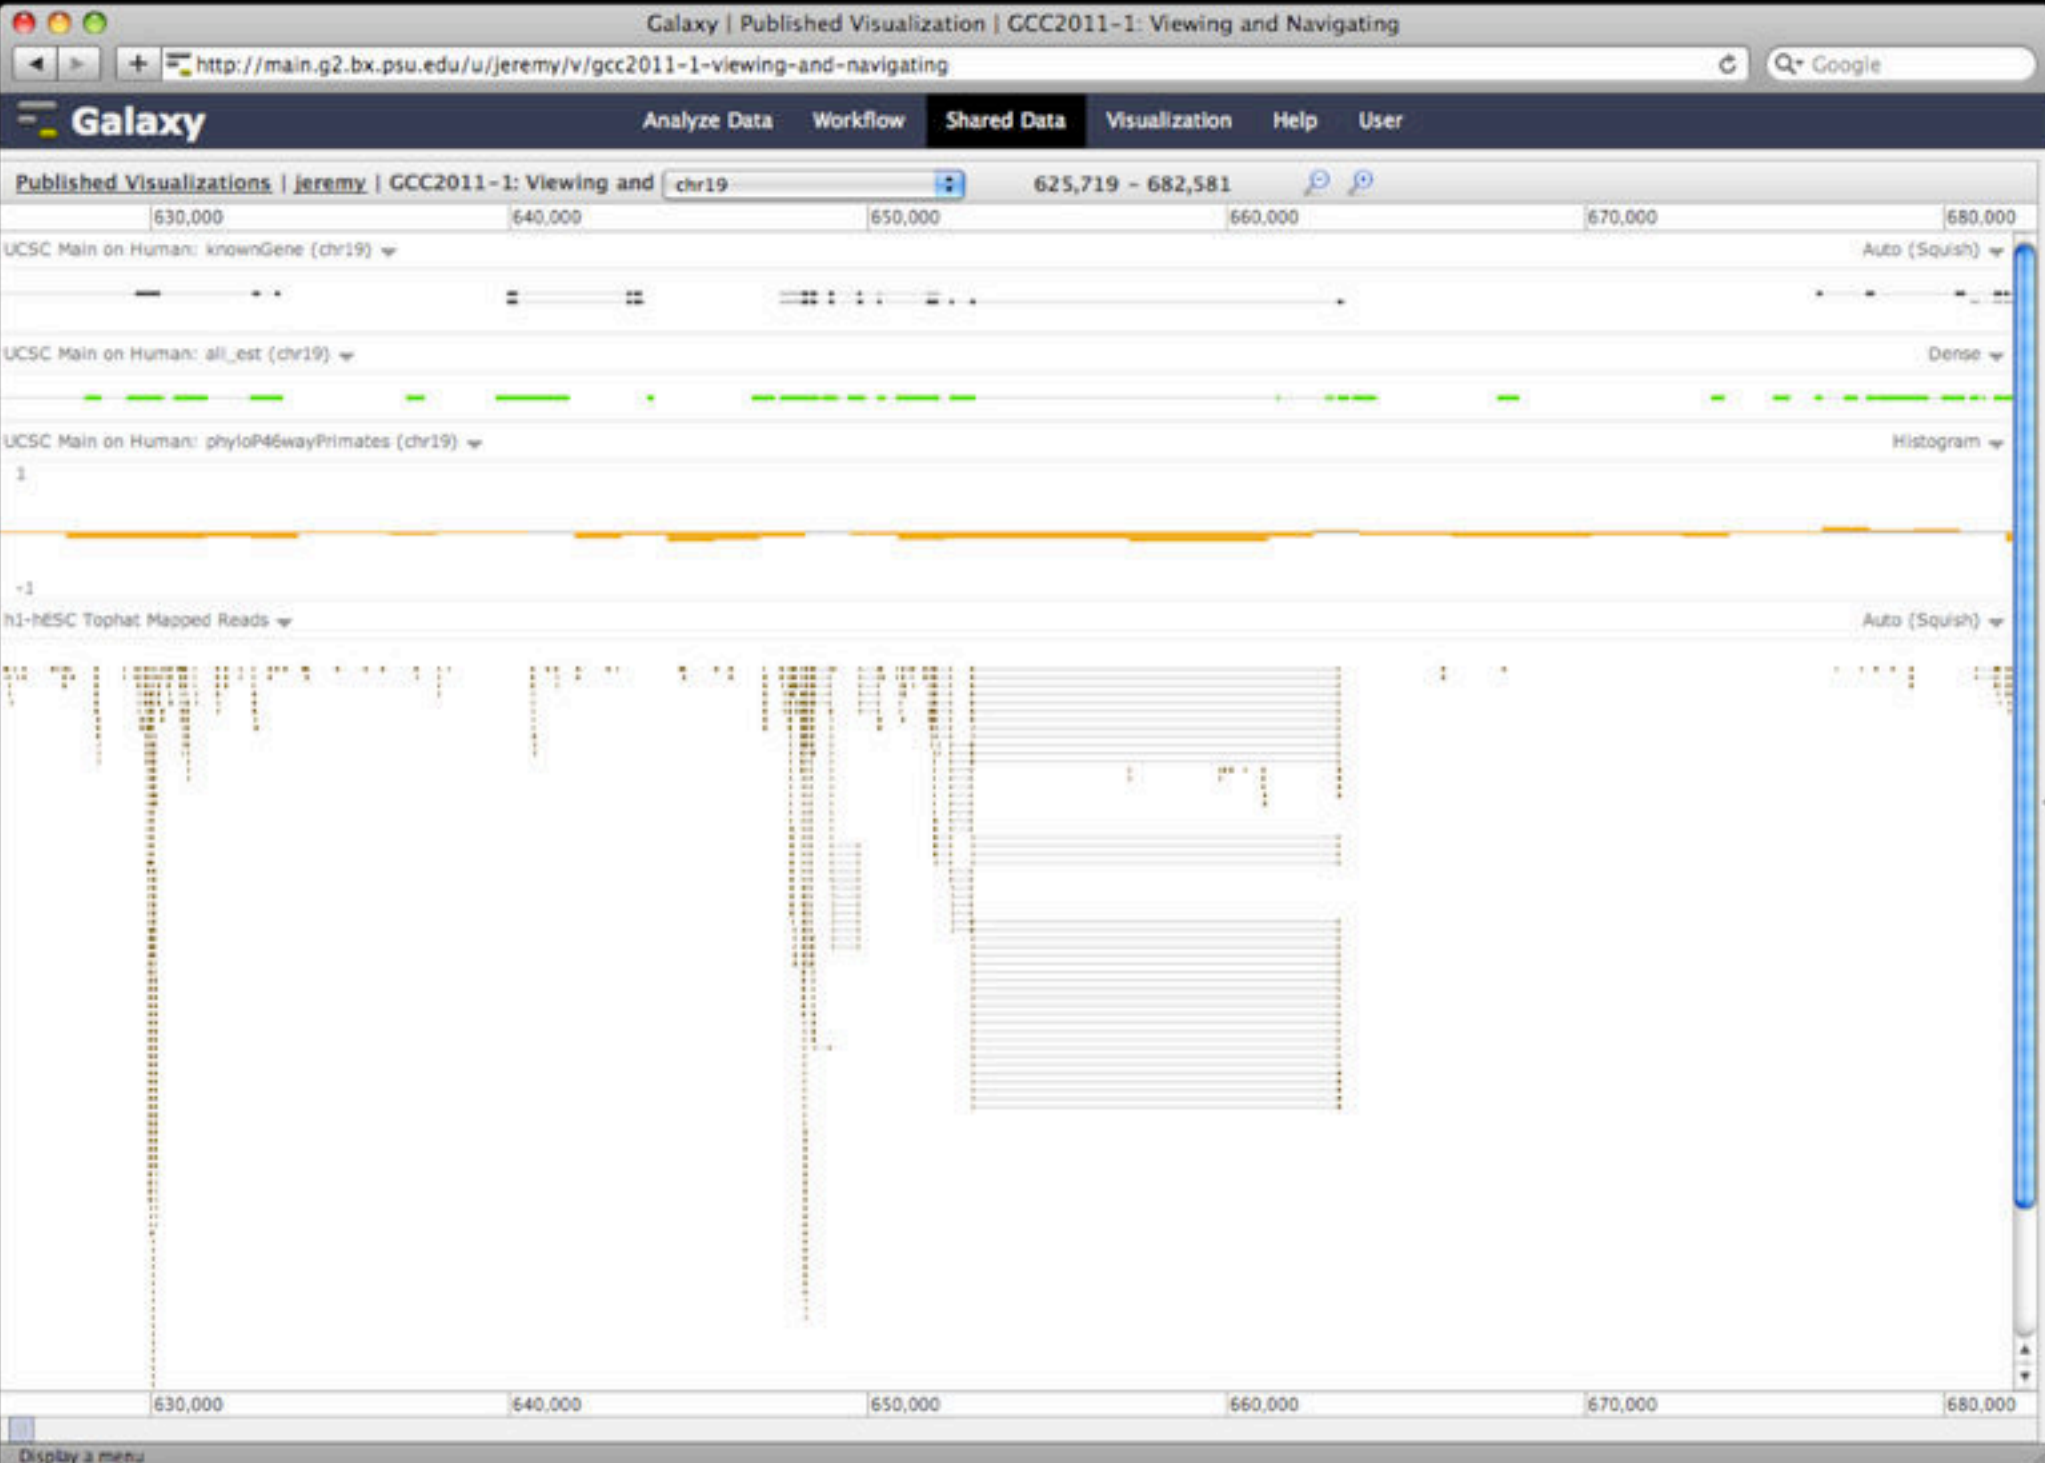 Galaxy | Published Visualization | GCC2011-1: Viewing and Navigating
http://main.g2.bx.psu.edu/u/jeremy/v/gcc2011-1-viewing-and-navigating
Google
Galaxy
Analyze Data Workflow Shared Data Visualization Help User
Published Visualizations | jeremy | GCC2011-1: Viewing and chr19 625,719 - 682,581
630,000 640,000 650,000 660,000 670,000 680,000
UCSC Main on Human: knownGene (chr19) Auto (Squish)
UCSC Main on Human: all_est (chr19) Dense
UCSC Main on Human: phyloP46wayPrimates (chr19) Histogram
1
-1
h1-hESC Tophat Mapped Reads Auto (Squish)
630,000 640,000 650,000 660,000 670,000 680,000
Display a menu